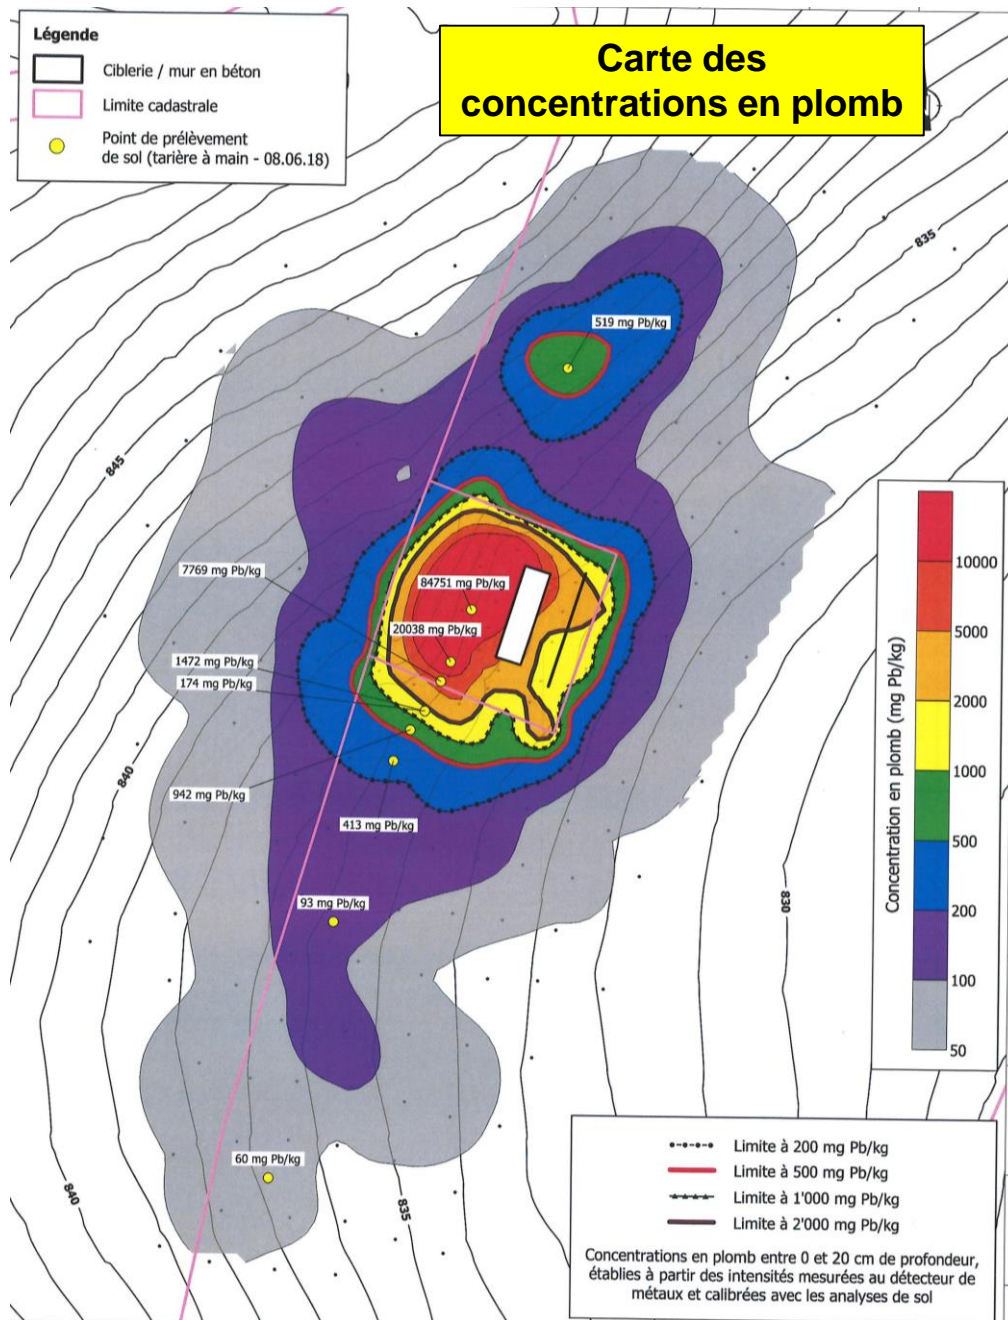 Légende
Ciblerie / mur en béton
Limite cadastrale
Point de prélèvement
de sol (tarière à main - 08.06.18)
Carte des
concentrations en plomb
835
519 mg Pb/kg
845
7769 mg Pb/kg
84751 mg Pb/kg
20038 mg Pb/kg
1472 mg Pb/kg
174 mg Pb/kg
840
942 mg Pb/kg
413 mg Pb/kg
93 mg Pb/kg
830
60 mg Pb/kg
840
835
Concentration en plomb (mg Pb/kg)
10000
5000
2000
1000
500
200
100
50
Limite à 200 mg Pb/kg
Limite à 500 mg Pb/kg
Limite à 1'000 mg Pb/kg
Limite à 2'000 mg Pb/kg
Concentrations en plomb entre 0 et 20 cm de profondeur,
établies à partir des intensités mesurées au détecteur de
métaux et calibrées avec les analyses de sol